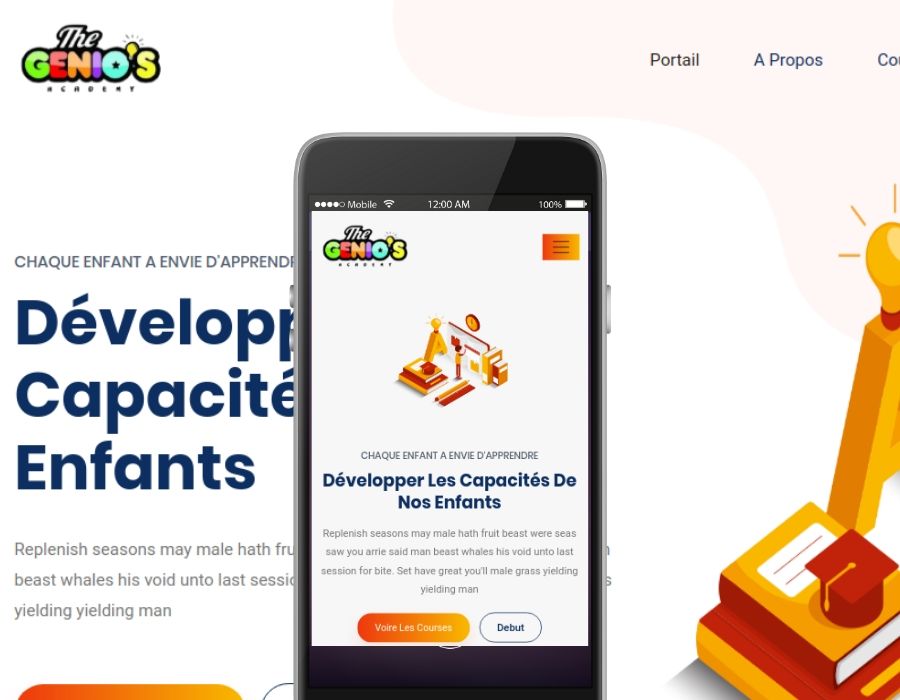 The
GENIO'S
ACADEMY
Portail
A Propos
Cou
CHAQUE ENFANT A ENVIE D'APPRENDR
Développ
Capacité
Enfants
Replenish seasons may male hath fru
beast whales his void unto last sessio
yielding yielding man
Mobile
12:00 AM
100%
The
GENIO'S
ACADEMY
CHAQUE ENFANT A ENVIE D'APPRENDRE
Développer Les Capacités De
Nos Enfants
Replenish seasons may male hath fruit beast were seas
saw you arrie said man beast whales his void unto last
session for bite. Set have great you'll male grass yielding
yielding man
Voire Les Courses
Debut